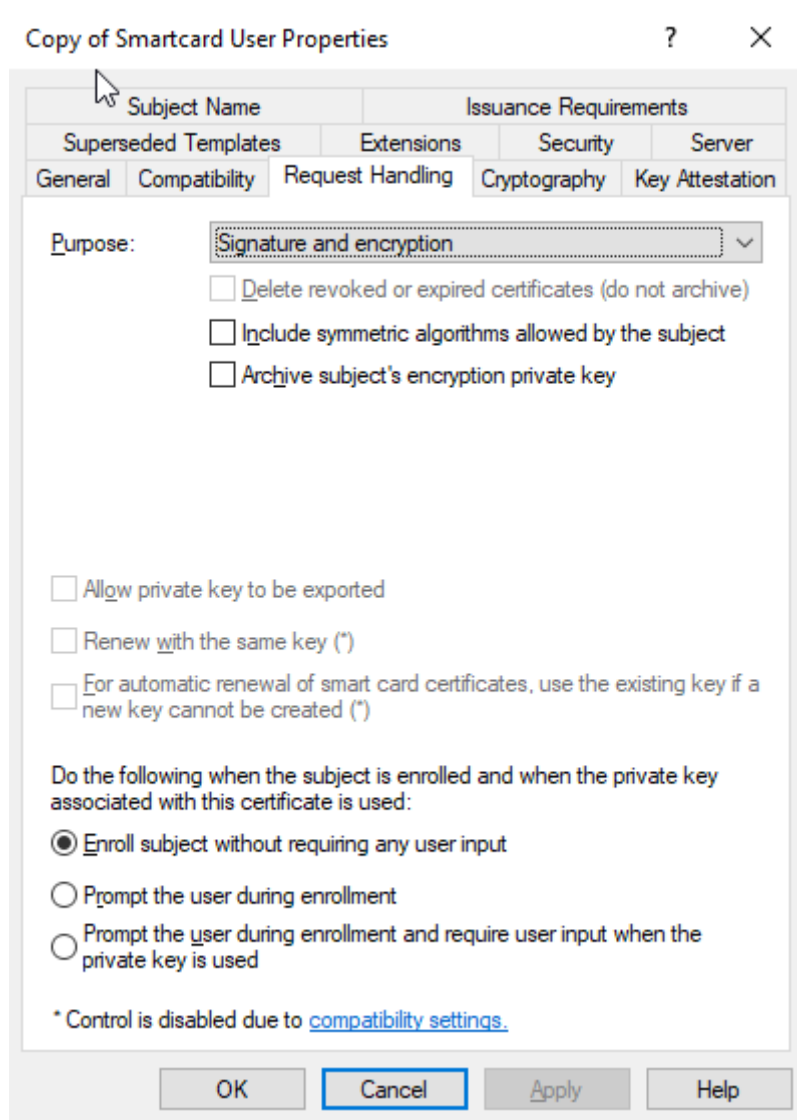 Copy of Smartcard User Properties ?
Subject Name Issuance Requirements
Superseded Templates Extensions Security Server
General Compatibility Request Handling Cryptography Key Attestation
Purpose: Signature and encryption
Delete revoked or expired certificates (do not archive)
Include symmetric algorithms allowed by the subject
Archive subject's encryption private key
Allow private key to be exported
Renew with the same key (*)
For automatic renewal of smart card certificates, use the existing key if a
new key cannot be created (*)
Do the following when the subject is enrolled and when the private key
associated with this certificate is used:
Enroll subject without requiring any user input
Prompt the user during enrollment
Prompt the user during enrollment and require user input when the
private key is used
* Control is disabled due to compatibility settings.
OK Cancel Apply Help